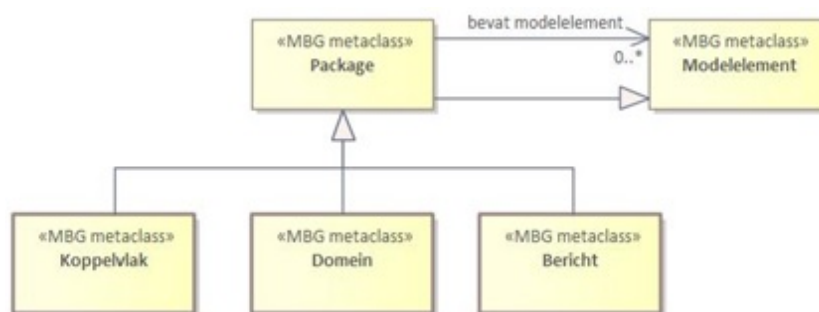 «MBG metaclass»
Package
bevat modelelement
0..*
«MBG metaclass»
Modelelement
«MBG metaclass»
Koppelvlak
«MBG metaclass»
Domein
«MBG metaclass»
Bericht